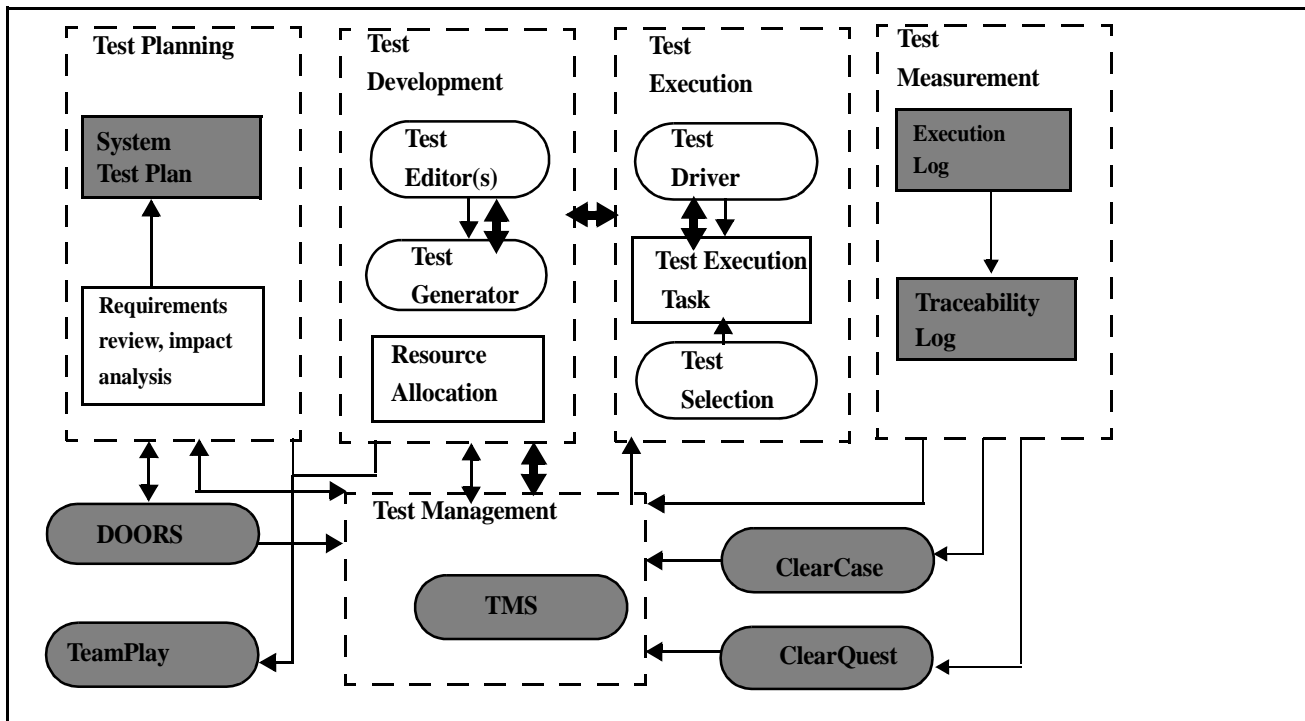 Test Planning
System
Test Plan
Requirements
review, impact
analysis
Test
Development
Test
Editor(s)
Test
Generator
Resource
Allocation
Test
Execution
Test
Driver
Test Execution
Task
Test
Selection
Test
Measurement
Execution
Log
Traceability
Log
DOORS
TeamPlay
Test Management
TMS
ClearCase
ClearQuest